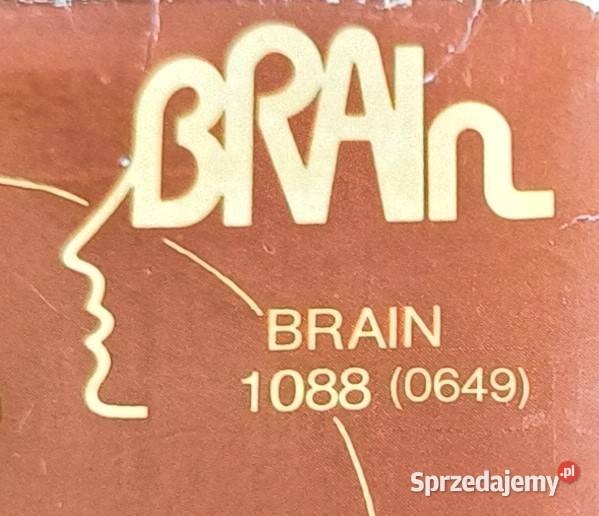 BRAIn
BRAIN
1088 (0649)
Sprzedajemy.pl